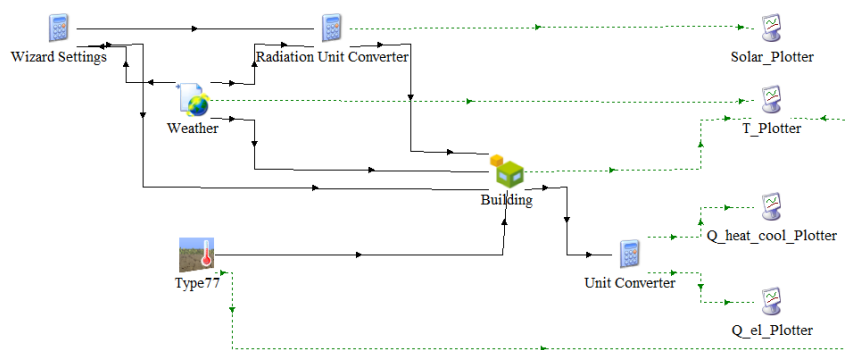 Wizard Settings
Radiation Unit Converter
Solar_Plotter
Weather
T_Plotter
Building
Q_heat_cool_Plotter
Type77
Unit Converter
Q_el_Plotter